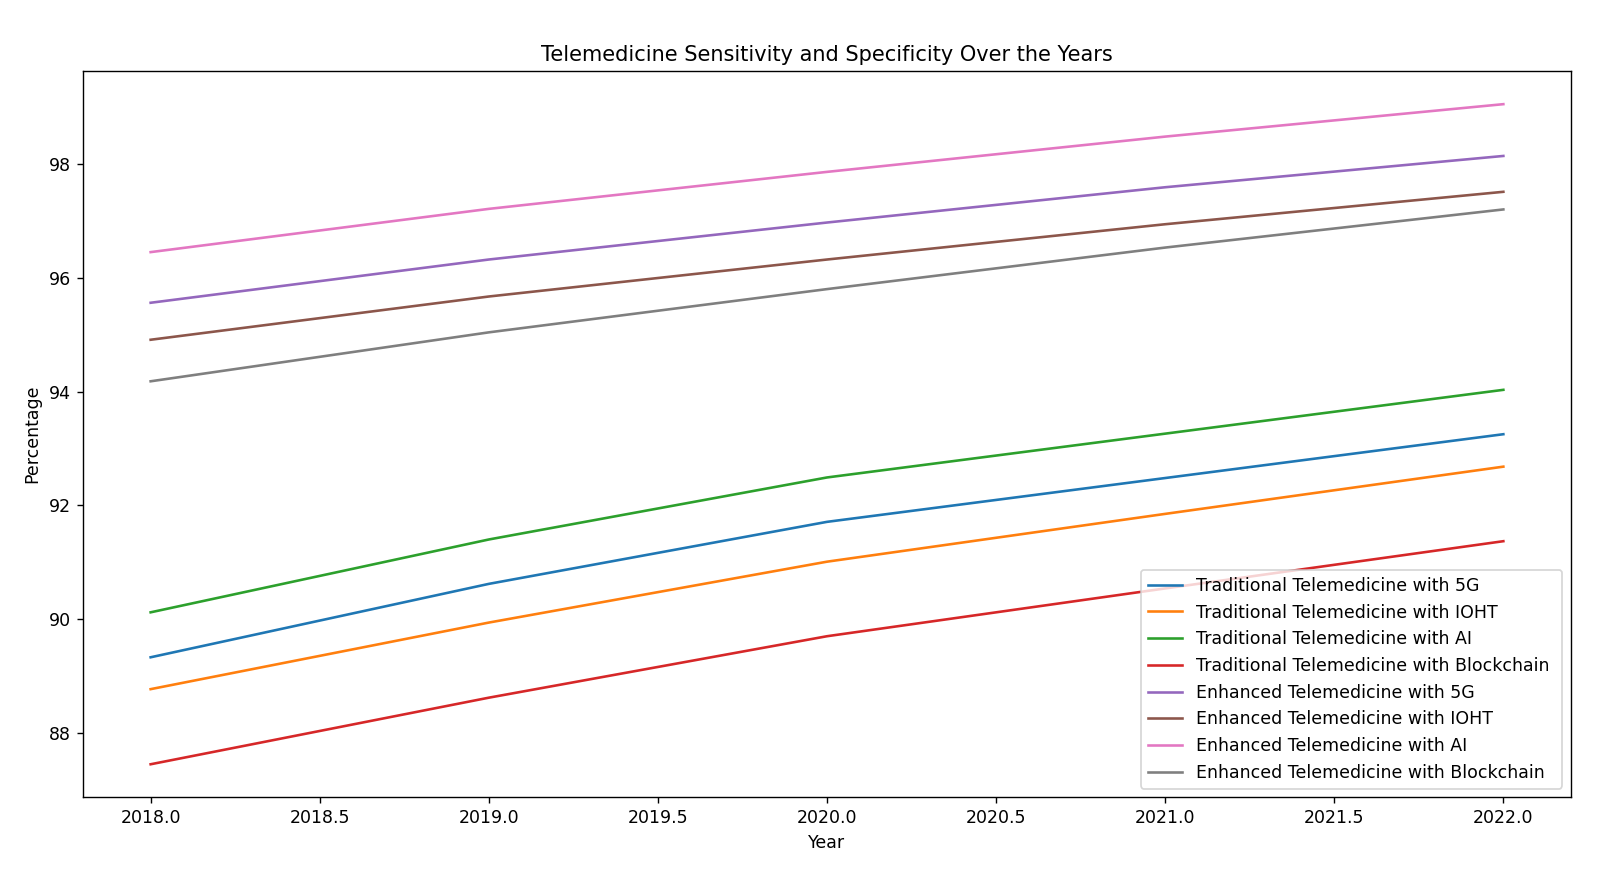 Telemedicine Sensitivity and Specificity Over the Years
Percentage
98
96
94
92
90
88
Traditional Telemedicine with 5G
Traditional Telemedicine with IOHT
Traditional Telemedicine with AI
Traditional Telemedicine with Blockchain
Enhanced Telemedicine with 5G
Enhanced Telemedicine with IOHT
Enhanced Telemedicine with AI
Enhanced Telemedicine with Blockchain
2018.0 2018.5 2019.0 2019.5 2020.0 2020.5 2021.0 2021.5 2022.0
Year